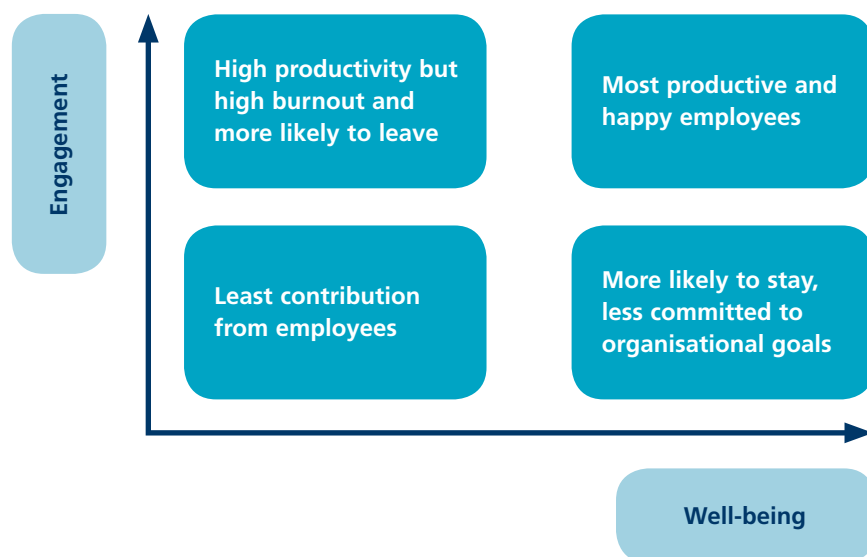 Engagement
High productivity but
high burnout and
more likely to leave
Most productive and
happy employees
Least contribution
from employees
More likely to stay,
less committed to
organisational goals
Well-being